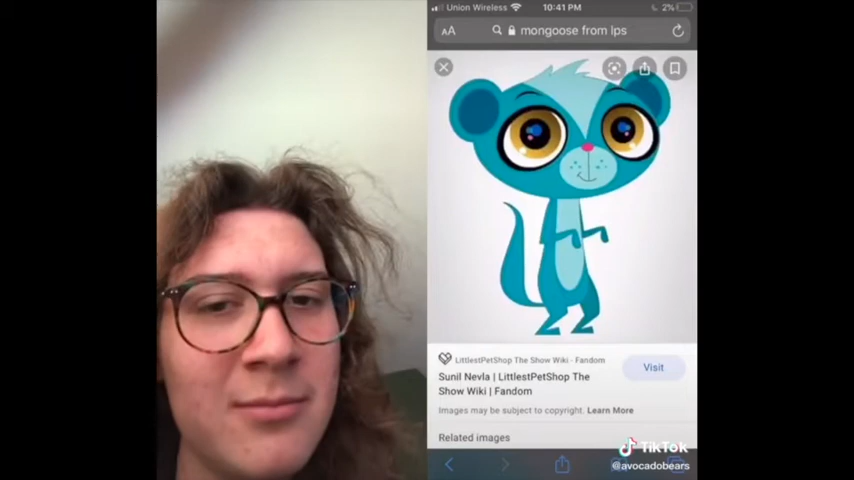 Union Wireless
10:41 PM
2%
AA
mongoose from lps
LittlestPetShop The Show Wiki - Fandom
Sunil Nevla | LittlestPetShop The
Show Wiki | Fandom
Visit
Images may be subject to copyright. Learn More
Related images
TikTok
@avocadobears